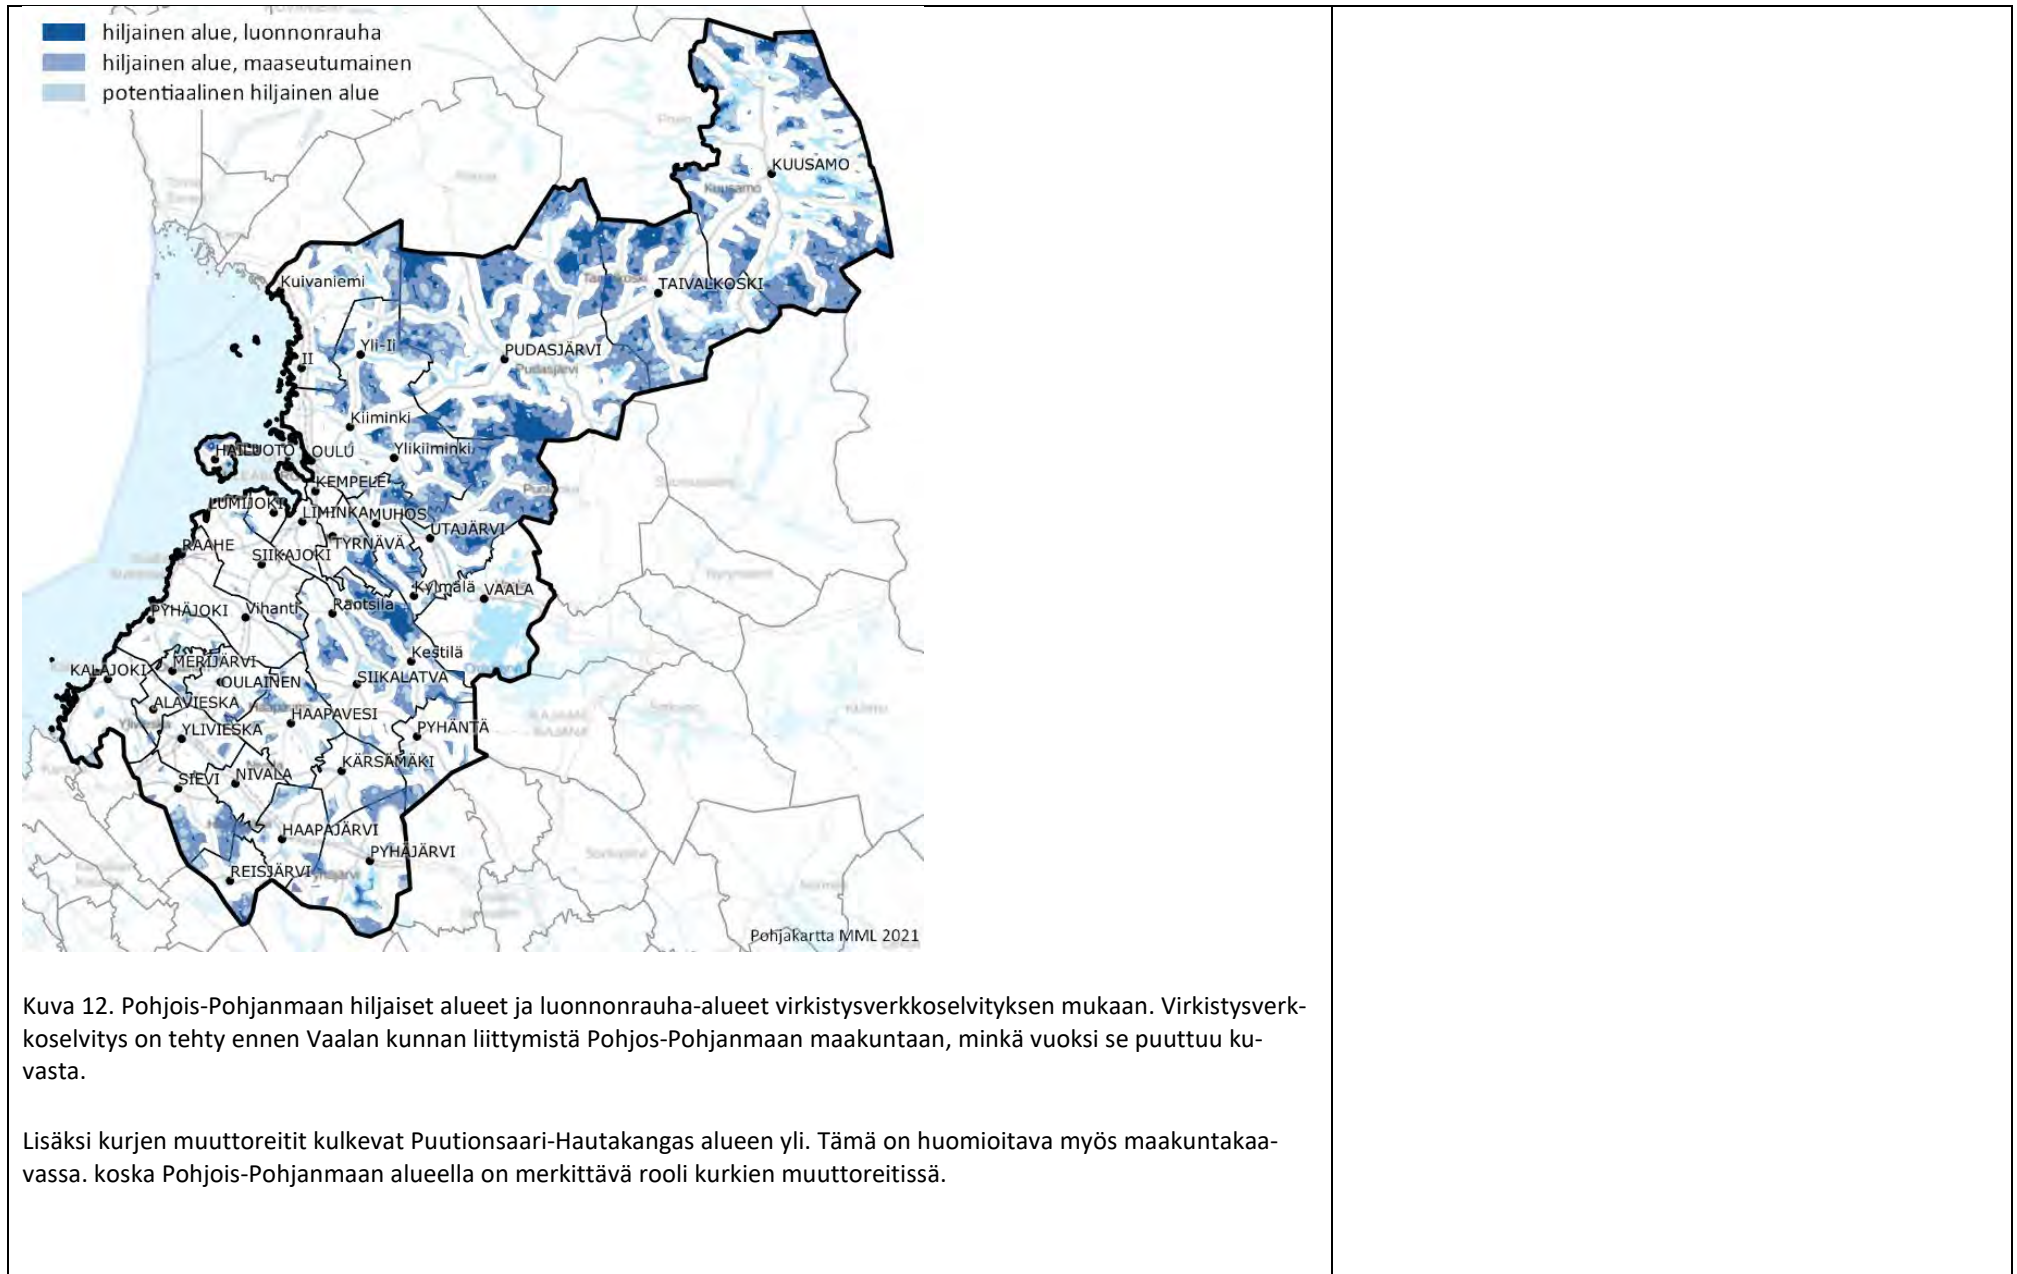 hiljainen alue, luonnonrauha
hiljainen alue, maaseutumainen
potentiaalinen hiljainen alue
KUUSAMO
Kuusamo
Kuivaniemi
TAIVALKOSKI
Yli-Ii
II
PUDASJÄRVI
Pudasjärvi
Kiiminki
HAILUOTO
OULU
Ylikiiminki
KEMPELE
LUMIJOKI
LIMINKA
MUHOS
UTAJÄRVI
RAAHE
SIIKAJOKI
TYRNÄVÄ
Kylmälä
VAALA
PYHÄJOKI
Vihanti
Rantsila
Kestilä
KALAJOKI
MERIJÄRVI
OULAINEN
SIIKALATVA
ALAVIESKA
HAAPAVESI
YLIVIESKA
PYHÄNTÄ
KÄRSÄMÄKI
SIEVI
NIVALA
HAAPAJÄRVI
PYHÄJÄRVI
REISJÄRVI
Pohjakartta MML 2021
Kuva 12. Pohjois-Pohjanmaan hiljaiset alueet ja luonnonrauha-alueet virkistysverkkoselvityksen mukaan. Virkistysverk-
koselvitys on tehty ennen Vaalan kunnan liittymistä Pohjos-Pohjanmaan maakuntaan, minkä vuoksi se puuttuu ku-
vasta.
Lisäksi kurjen muuttoreitit kulkevat Puutionsaari-Hautakangas alueen yli. Tämä on huomioitava myös maakuntakaa-
vassa. koska Pohjois-Pohjanmaan alueella on merkittävä rooli kurkien muuttoreitissä.